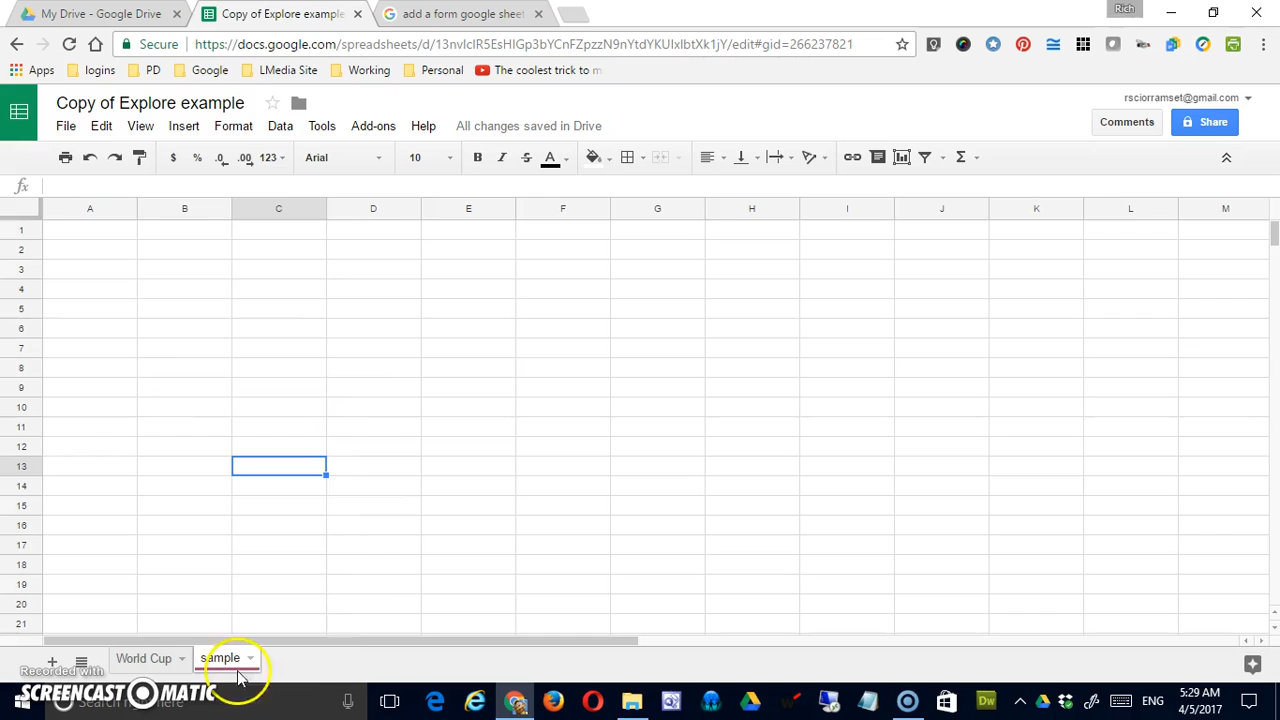 My Drive - Google Drive
Copy of Explore example
add a form google sheet
Rich
Secure https://docs.google.com/spreadsheets/d/13nvlclR5EsHIGp3bYCnFZpzzN9nYtdYKUlxIbtXk1jY/edit#gid=266237821
Apps logins PD Google LMedia Site Working Personal The coolest trick to m
Copy of Explore example
rsciorramset@gmail.com
File Edit View Insert Format Data Tools Add-ons Help All changes saved in Drive
Comments Share
$ % .0 .00 123 Arial 10 B I S A
fx
A B C D E F G H I J K L M
1
2
3
4
5
6
7
8
9
10
11
12
13
14
15
16
17
18
19
20
21
World Cup sample
Recorded with
SCREENCAST MATIC
ENG
5:29 AM
4/5/2017
Dw